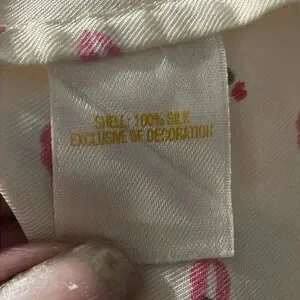 SHELL: 100% SILK
EXCLUSIVE OF DECORATION